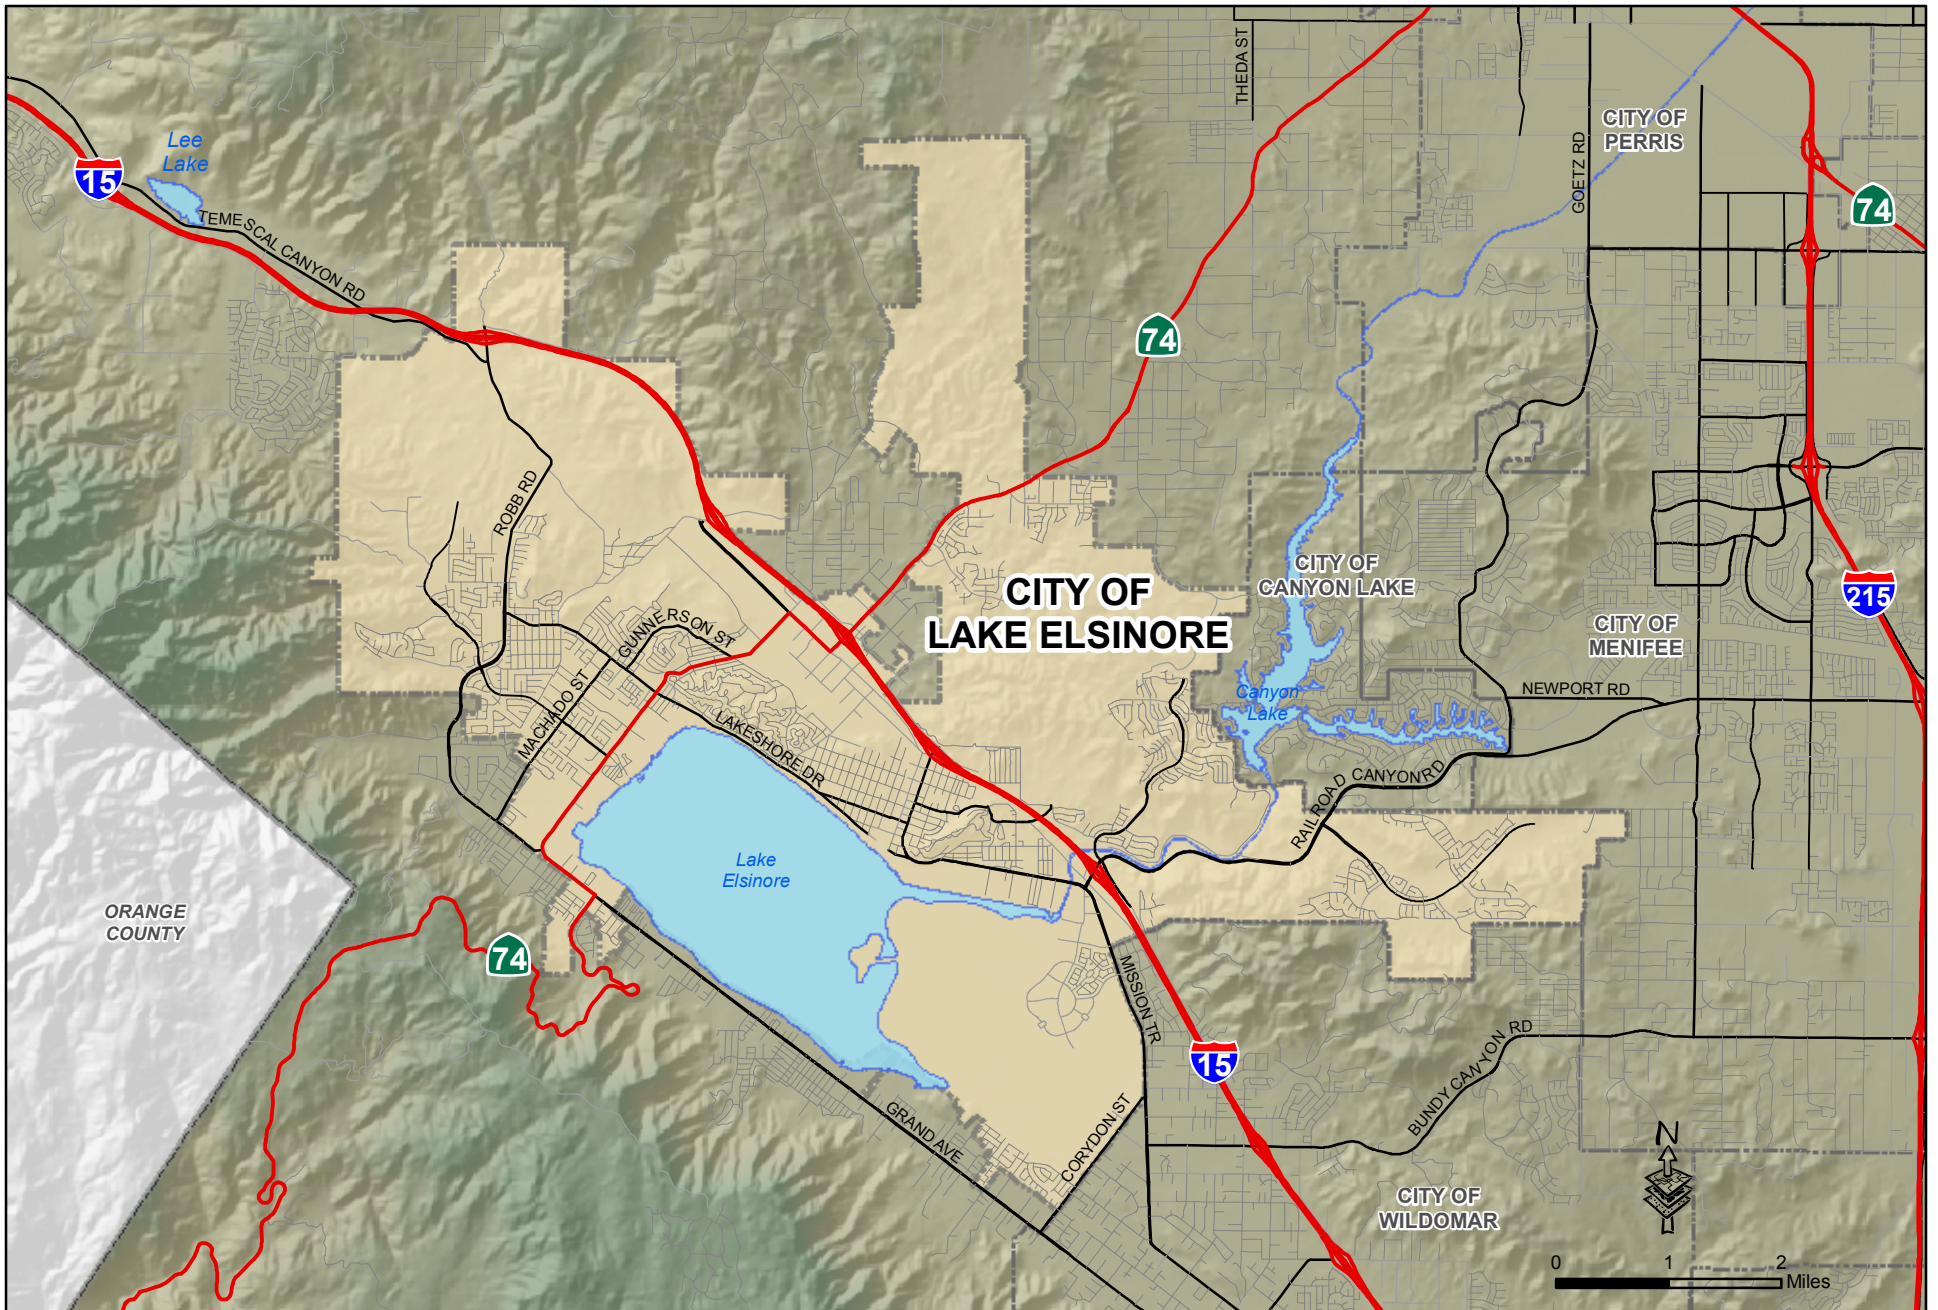 THEDA ST
GOETZ RD
CITY OF
PERRIS
Lee
Lake
15
74
TEMESCAL CANYON RD
74
ROBB RD
CITY OF
LAKE ELSINORE
CITY OF
CANYON LAKE
215
CITY OF
MENIFEE
GUNNERSON ST
MACHADO ST
NEWPORT RD
Canyon
Lake
LAKESHORE DR
RAILROAD CANYON RD
Lake
Elsinore
ORANGE
COUNTY
74
MISSION TR
15
BUNDY CANYON RD
GRAND AVE
CORYDON ST
N
CITY OF
WILDOMAR
0 1 2
Miles